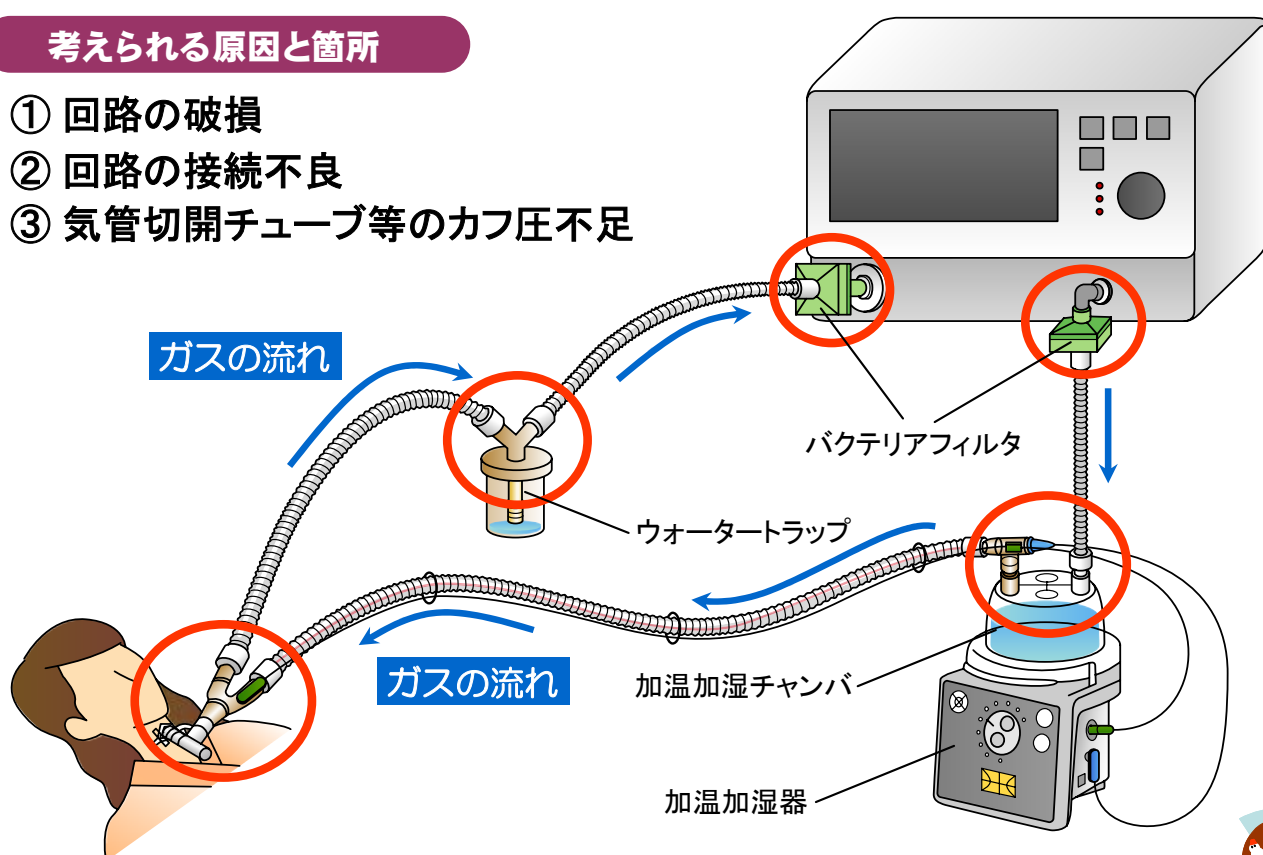 考えられる原因と箇所
① 回路の破損
② 回路の接続不良
③ 気管切開チューブ等のカフ圧不足
ガスの流れ
バクテリアフィルタ
ウォータートラップ
ガスの流れ
加温加湿チャンバ
加温加湿器